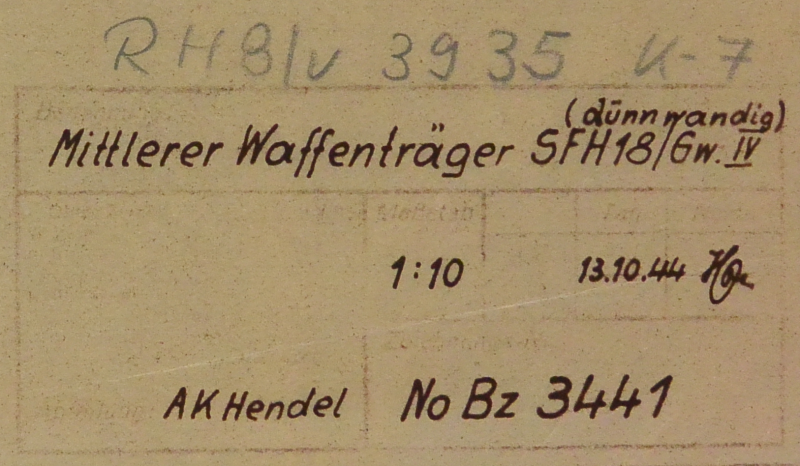 RH8/v 3935 K-7
(dünnwandig)
Mittlerer Waffenträger SFH18/Gw. IV
Maßstab
1:10 13.10.44
AK Hendel No Bz 3441